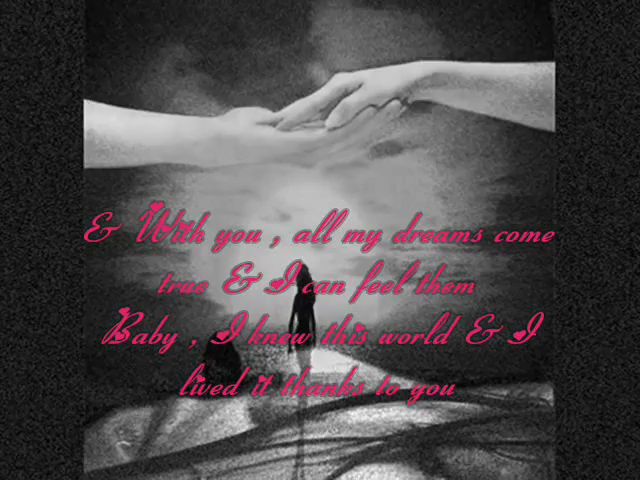 & With you , all my dreams come
true & I can feel them
Baby , I knew this world & I
lived it thanks to you